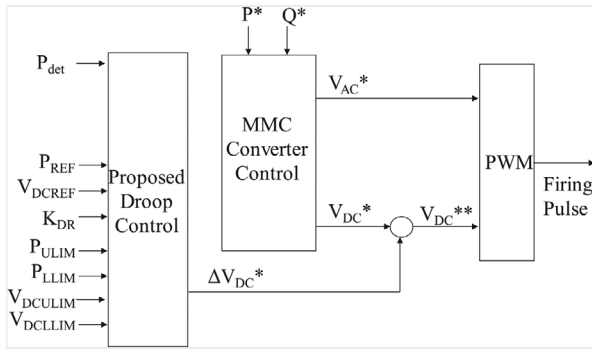 P* Q*
P_det
P_REF
V_DCREF
K_DR
P_ULIM
P_LLIM
V_DCULIM
V_DCLLIM
Proposed
Droop
Control
MMC
Converter
Control
V_AC*
V_DC*
V_DC**
ΔV_DC*
PWM
Firing
Pulse